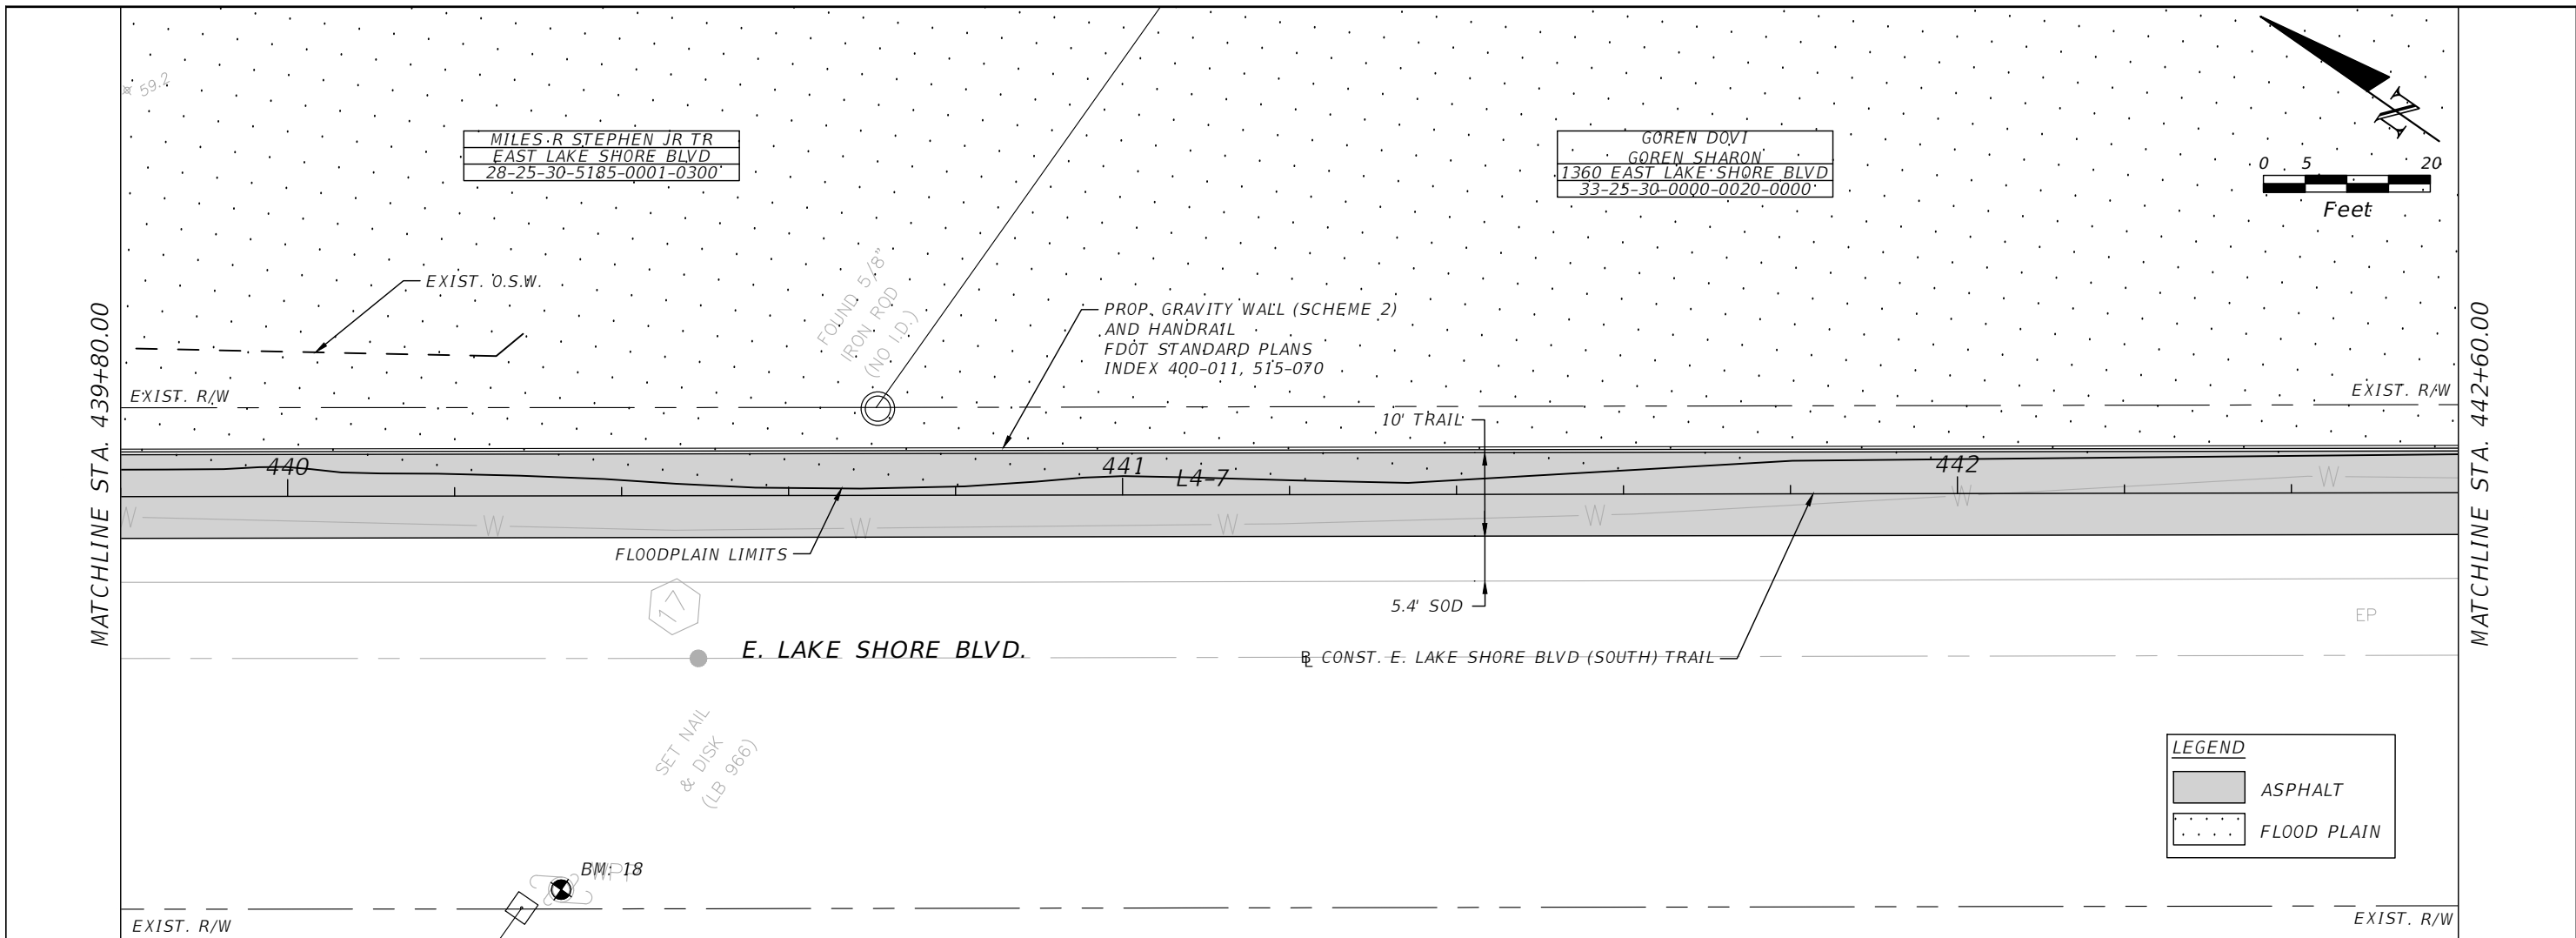 59.2
MILES R STEPHEN JR TR
EAST LAKE SHORE BLVD
28-25-30-5185-0001-0300
GOREN DOVI
GOREN SHARON
1360 EAST LAKE SHORE BLVD
33-25-30-0000-0020-0000
N
0 5 20
Feet
EXIST. O.S.W.
FOUND 5/8"
IRON ROD
(NO I.D.)
PROP. GRAVITY WALL (SCHEME 2)
AND HANDRAIL
FDOT STANDARD PLANS
INDEX 400-011, 515-070
MATCHLINE STA. 439+80.00
MATCHLINE STA. 442+60.00
EXIST. R/W
EXIST. R/W
10' TRAIL
440
441
L4-7
442
W
W
W
W
W
W
W
FLOODPLAIN LIMITS
17
5.4' SOD
EP
E. LAKE SHORE BLVD.
BL CONST. E. LAKE SHORE BLVD (SOUTH) TRAIL
SET NAIL
& DISK
(LB 966)
LEGEND
ASPHALT
FLOOD PLAIN
BM: 18
EXIST. R/W
EXIST. R/W